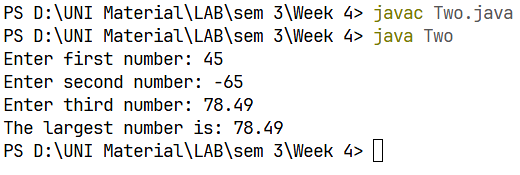 PS D:\UNI Material\LAB\sem 3\Week 4> javac Two.java
PS D:\UNI Material\LAB\sem 3\Week 4> java Two
Enter first number: 45
Enter second number: -65
Enter third number: 78.49
The largest number is: 78.49
PS D:\UNI Material\LAB\sem 3\Week 4>